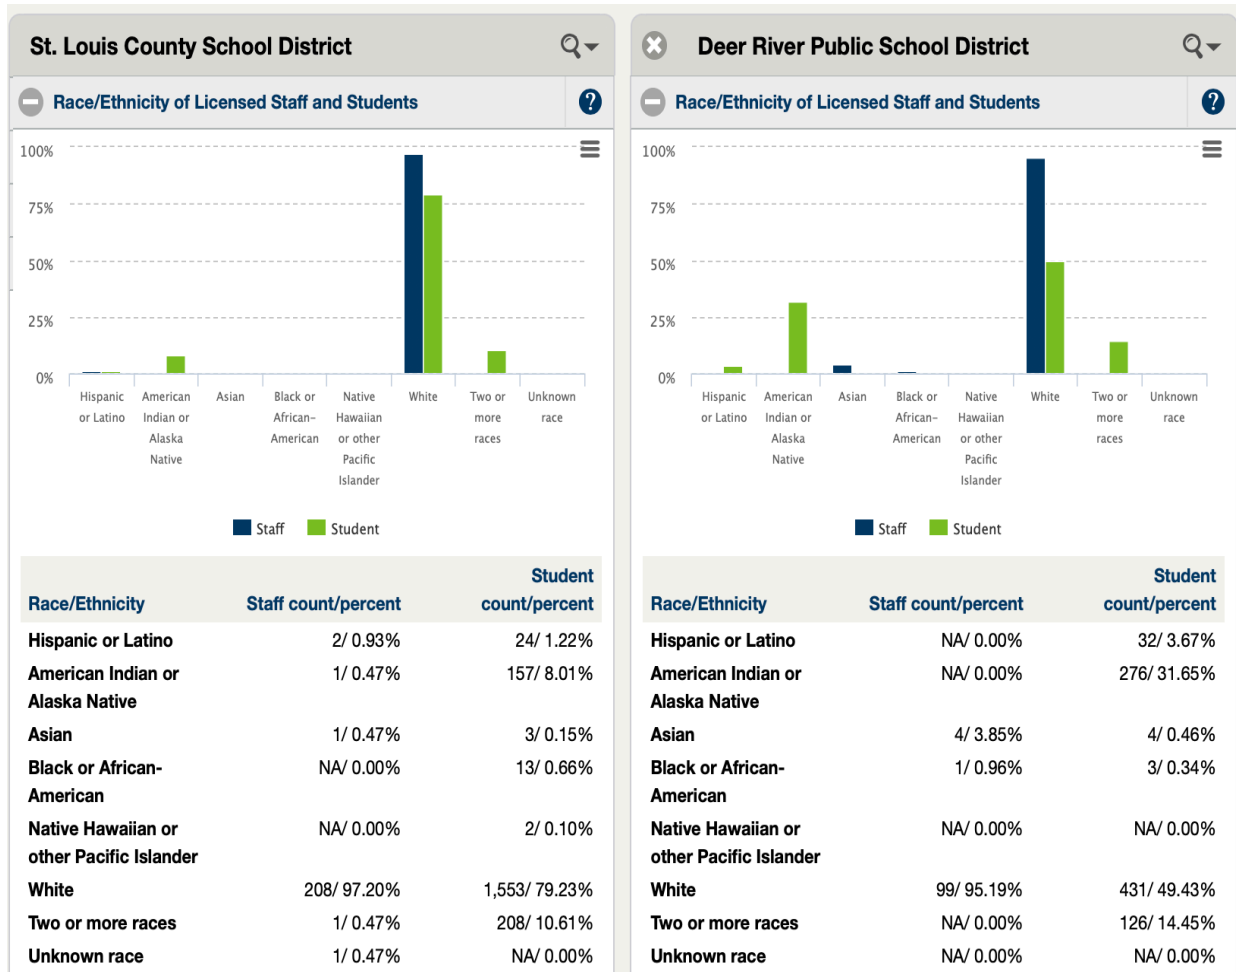 St. Louis County School District
Race/Ethnicity of Licensed Staff and Students
?
100%
75%
50%
25%
0%
Hispanic or Latino
American Indian or Alaska Native
Asian
Black or African-American
Native Hawaiian or other Pacific Islander
White
Two or more races
Unknown race
Staff
Student
Race/Ethnicity Staff count/percent Student count/percent
Hispanic or Latino 2/ 0.93% 24/ 1.22%
American Indian or Alaska Native 1/ 0.47% 157/ 8.01%
Asian 1/ 0.47% 3/ 0.15%
Black or African-American NA/ 0.00% 13/ 0.66%
Native Hawaiian or other Pacific Islander NA/ 0.00% 2/ 0.10%
White 208/ 97.20% 1,553/ 79.23%
Two or more races 1/ 0.47% 208/ 10.61%
Unknown race 1/ 0.47% NA/ 0.00%
Deer River Public School District
Race/Ethnicity of Licensed Staff and Students
?
100%
75%
50%
25%
0%
Hispanic or Latino
American Indian or Alaska Native
Asian
Black or African-American
Native Hawaiian or other Pacific Islander
White
Two or more races
Unknown race
Staff
Student
Race/Ethnicity Staff count/percent Student count/percent
Hispanic or Latino NA/ 0.00% 32/ 3.67%
American Indian or Alaska Native NA/ 0.00% 276/ 31.65%
Asian 4/ 3.85% 4/ 0.46%
Black or African-American 1/ 0.96% 3/ 0.34%
Native Hawaiian or other Pacific Islander NA/ 0.00% NA/ 0.00%
White 99/ 95.19% 431/ 49.43%
Two or more races NA/ 0.00% 126/ 14.45%
Unknown race NA/ 0.00% NA/ 0.00%